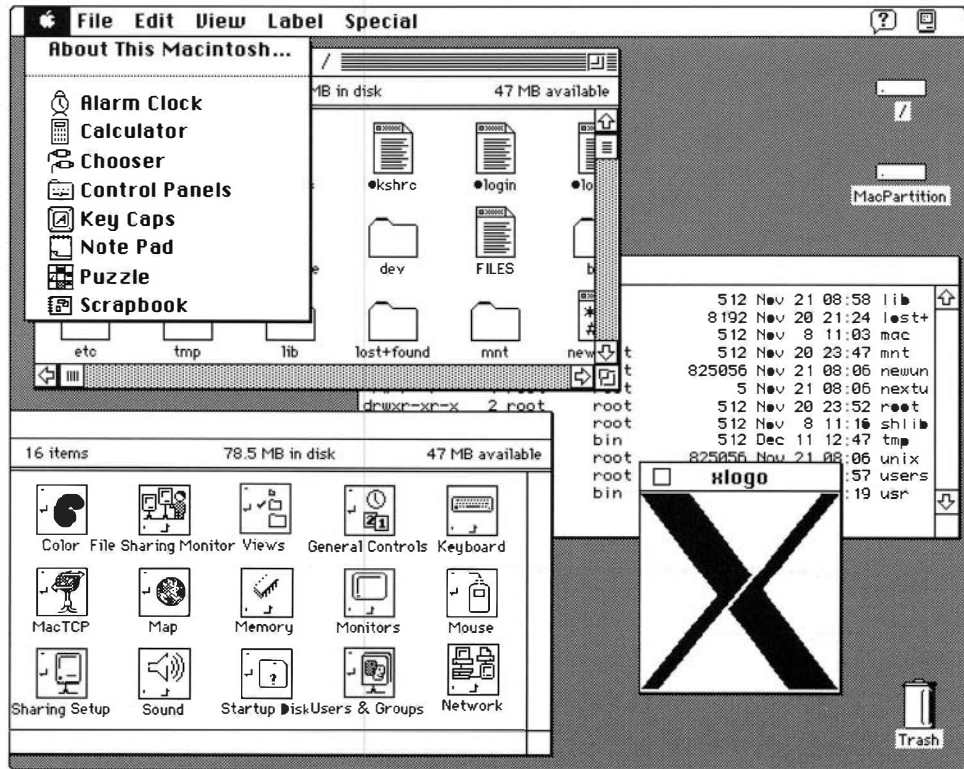 File Edit View Label Special
About This Macintosh...
Alarm Clock
Calculator
Chooser
Control Panels
Key Caps
Note Pad
Puzzle
Scrapbook
/
MB in disk 47 MB available
●kshrc ●login ●lo
dev FILES b
etc tmp lib lost+found mnt new
/
MacPartition
512 Nov 21 08:58 lib
8192 Nov 20 21:24 lost+
512 Nov 8 11:03 mac
t 512 Nov 20 23:47 mnt
t 825056 Nov 21 08:06 newun
t 5 Nov 21 08:06 nextu
drwxr-xr-x 2 root root 512 Nov 20 23:52 root
root 512 Nov 8 11:16 shlib
bin 512 Dec 11 12:47 tmp
root 825056 Nov 21 08:06 unix
root :57 users
bin :19 usr
16 items 78.5 MB in disk 47 MB available
Color File Sharing Monitor Views General Controls Keyboard
MacTCP Map Memory Monitors Mouse
Sharing Setup Sound Startup Disk Users & Groups Network
xlogo
Trash